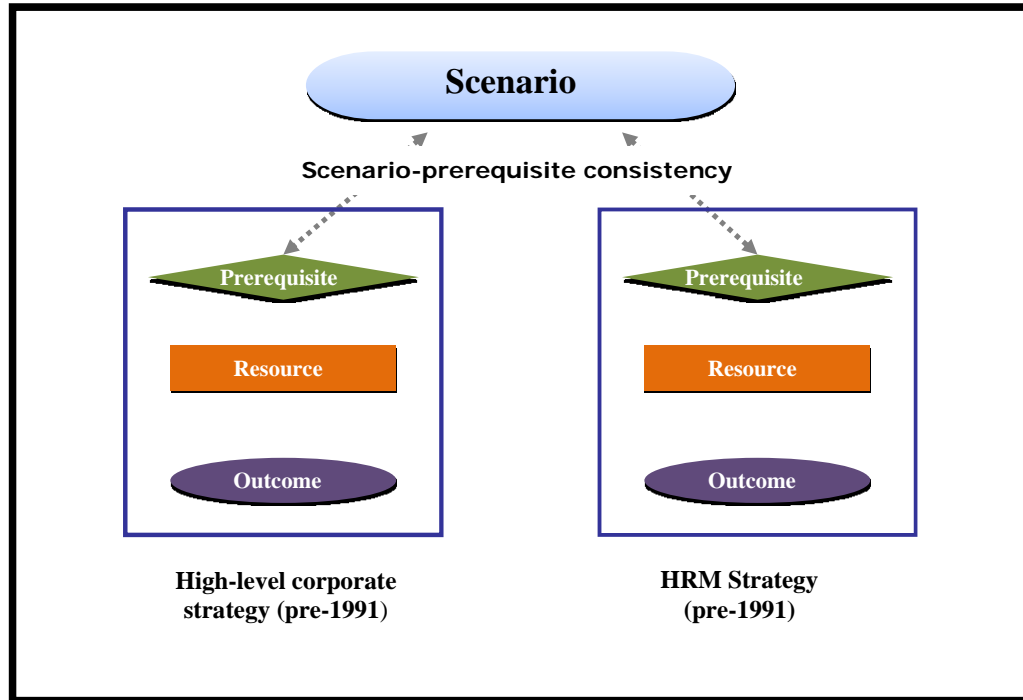 Scenario
Scenario-prerequisite consistency
Prerequisite
Resource
Outcome
High-level corporate
strategy (pre-1991)
Prerequisite
Resource
Outcome
HRM Strategy
(pre-1991)